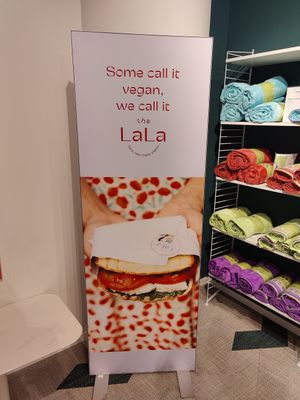 Some call it
vegan,
we call it
the
LaLa